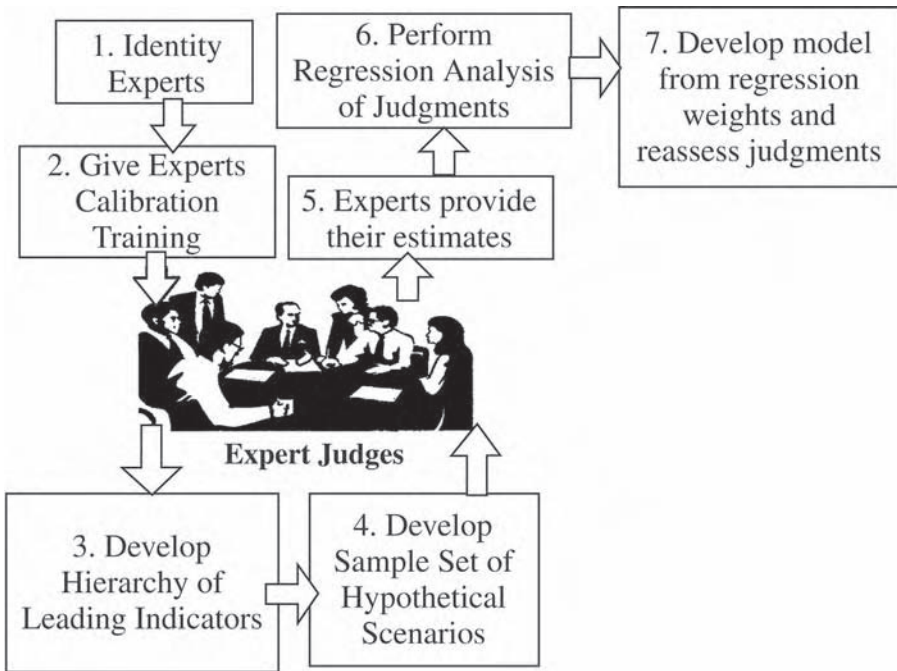 1. Identity
Experts
2. Give Experts
Calibration
Training
Expert Judges
3. Develop
Hierarchy of
Leading Indicators
4. Develop
Sample Set of
Hypothetical
Scenarios
5. Experts provide
their estimates
6. Perform
Regression Analysis
of Judgments
7. Develop model
from regression
weights and
reassess judgments